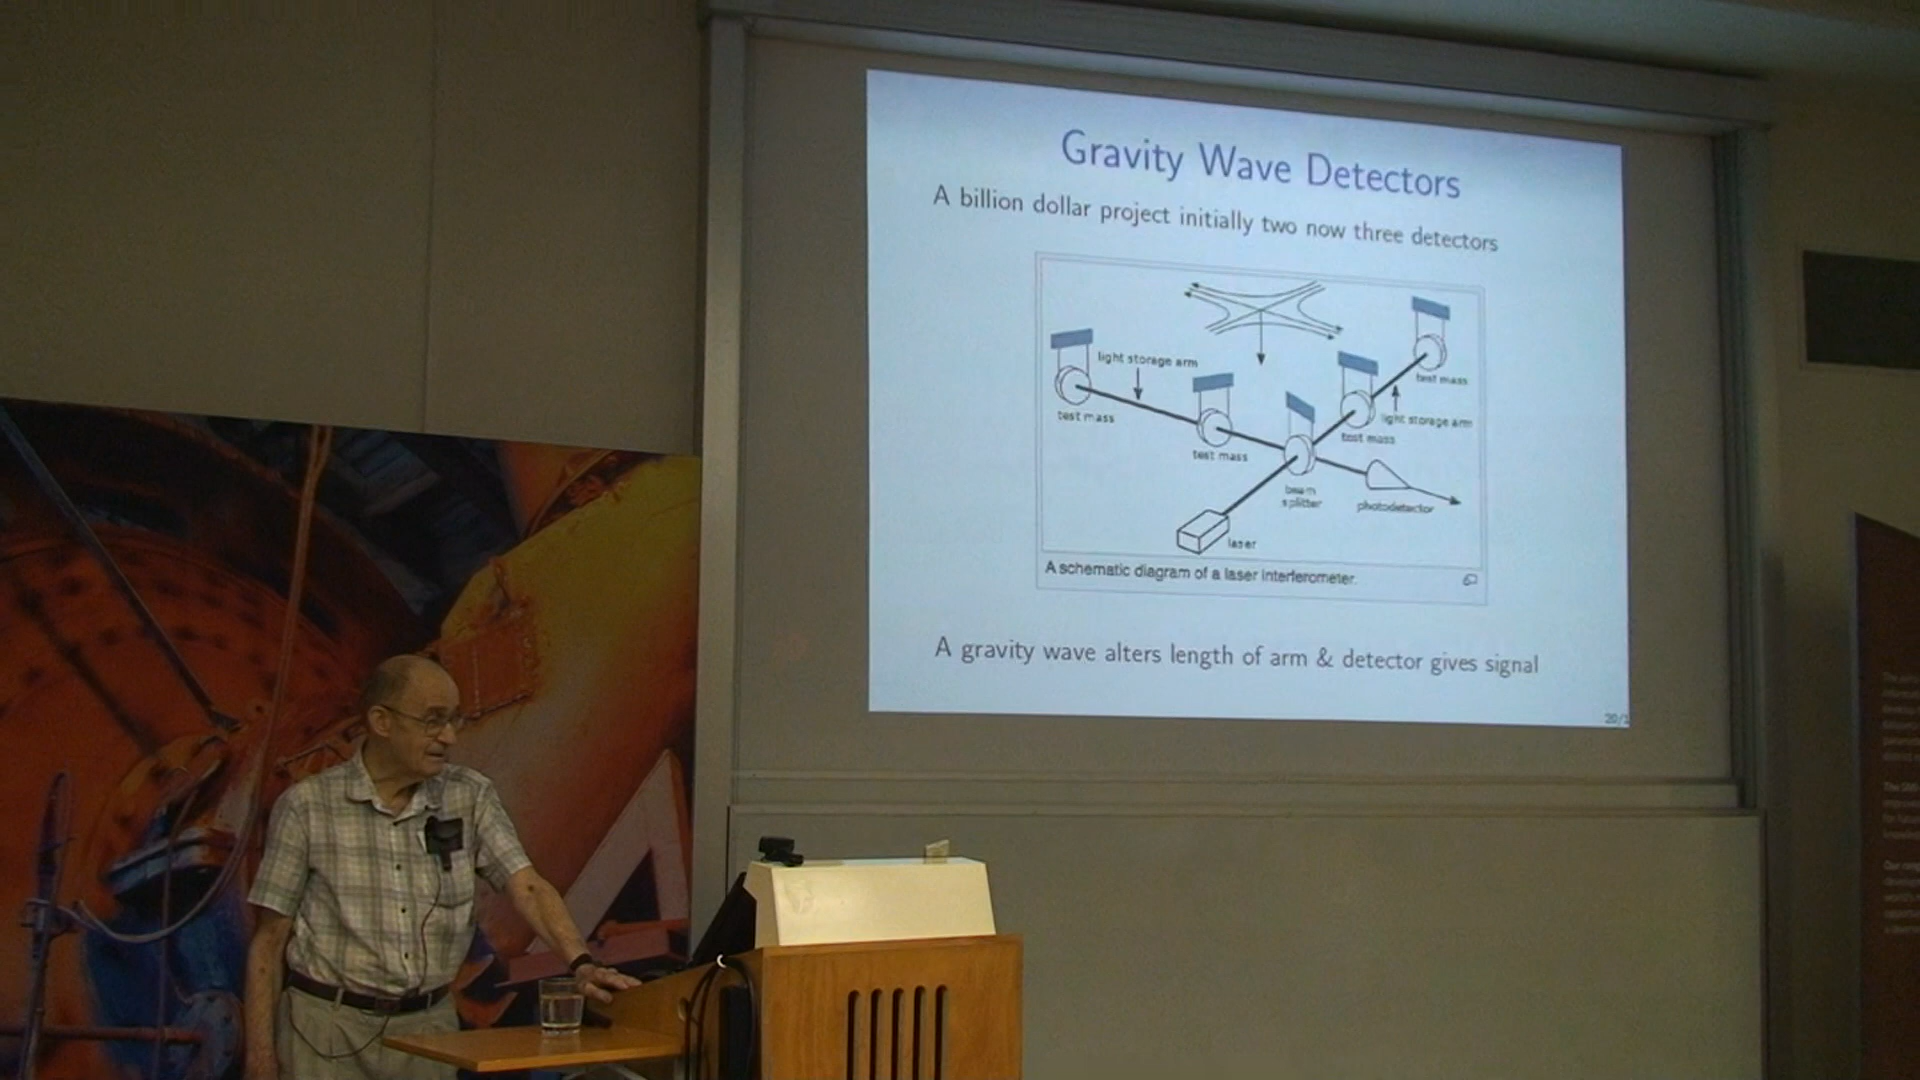 Gravity Wave Detectors
A billion dollar project initially two now three detectors
light storage arm
test mass
test mass
test mass
light storage arm
test mass
test mass
beam
splitter
photodetector
laser
A schematic diagram of a laser interferometer.
A gravity wave alters length of arm & detector gives signal